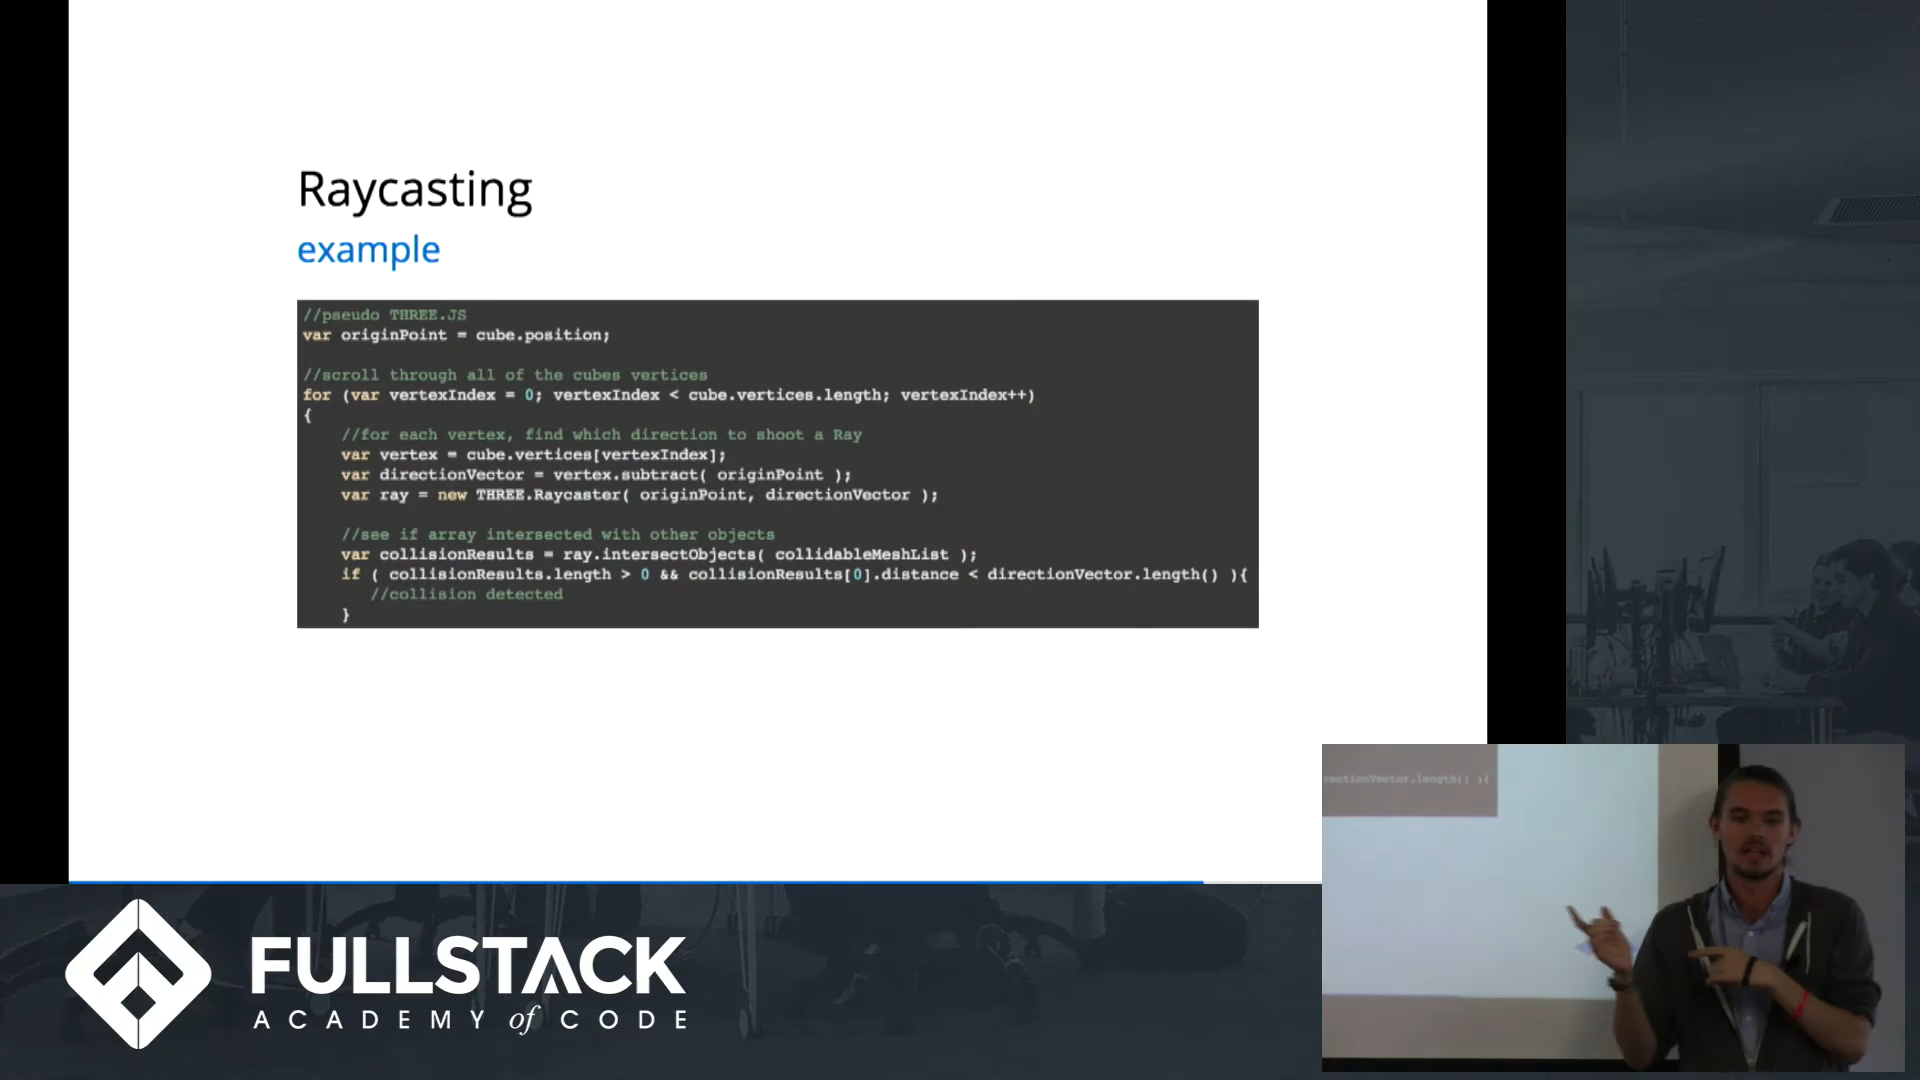 Raycasting
example
//pseudo THREE.JS
var originPoint = cube.position;
//scroll through all of the cubes vertices
for (var vertexIndex = 0; vertexIndex < cube.vertices.length; vertexIndex++)
{
//for each vertex, find which direction to shoot a Ray
var vertex = cube.vertices[vertexIndex];
var directionVector = vertex.subtract( originPoint );
var ray = new THREE.Raycaster( originPoint, directionVector );
//see if array intersected with other objects
var collisionResults = ray.intersectObjects( collidableMeshList );
if ( collisionResults.length > 0 && collisionResults[0].distance < directionVector.length() ){
//collision detected
}
rectionVector.length() ){
FULLSTACK
ACADEMY of CODE